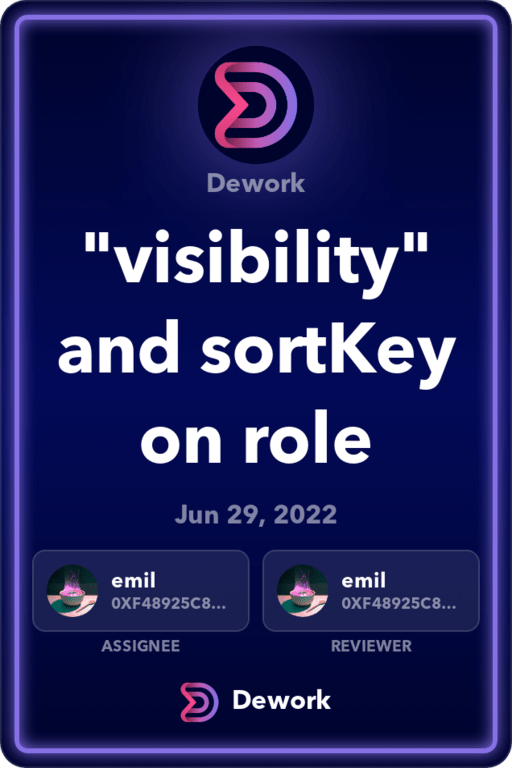 Dework
"visibility"
and sortKey
on role
Jun 29, 2022
emil
0XF48925C8...
ASSIGNEE
emil
0XF48925C8...
REVIEWER
Dework